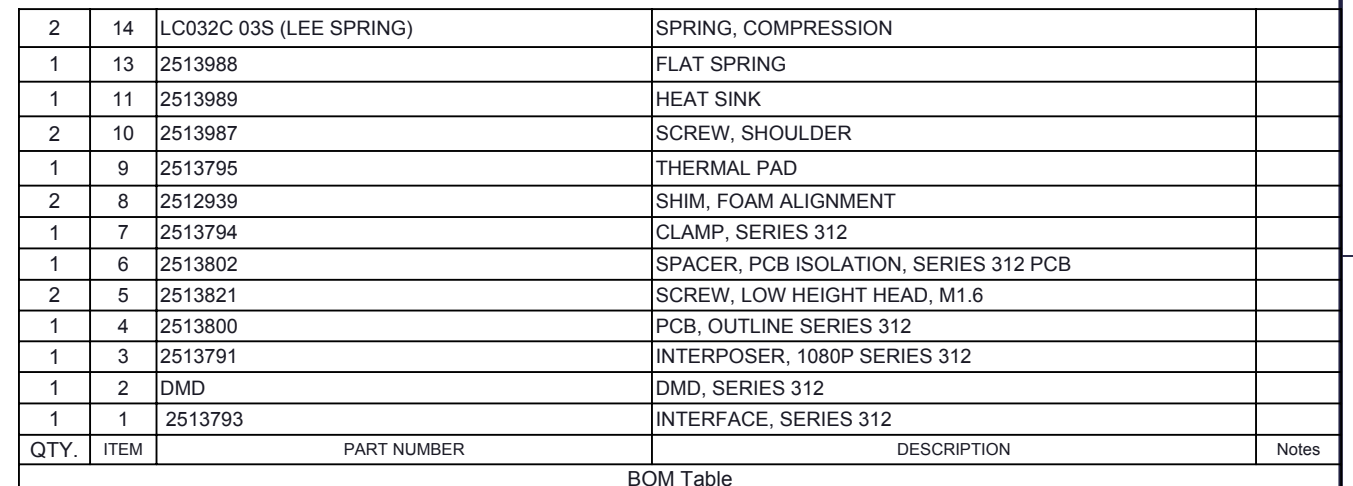 2 14 LC032C 03S (LEE SPRING) SPRING, COMPRESSION
1 13 2513988 FLAT SPRING
1 11 2513989 HEAT SINK
2 10 2513987 SCREW, SHOULDER
1 9 2513795 THERMAL PAD
2 8 2512939 SHIM, FOAM ALIGNMENT
1 7 2513794 CLAMP, SERIES 312
1 6 2513802 SPACER, PCB ISOLATION, SERIES 312 PCB
2 5 2513821 SCREW, LOW HEIGHT HEAD, M1.6
1 4 2513800 PCB, OUTLINE SERIES 312
1 3 2513791 INTERPOSER, 1080P SERIES 312
1 2 DMD DMD, SERIES 312
1 1 2513793 INTERFACE, SERIES 312
QTY. ITEM PART NUMBER DESCRIPTION Notes
BOM Table